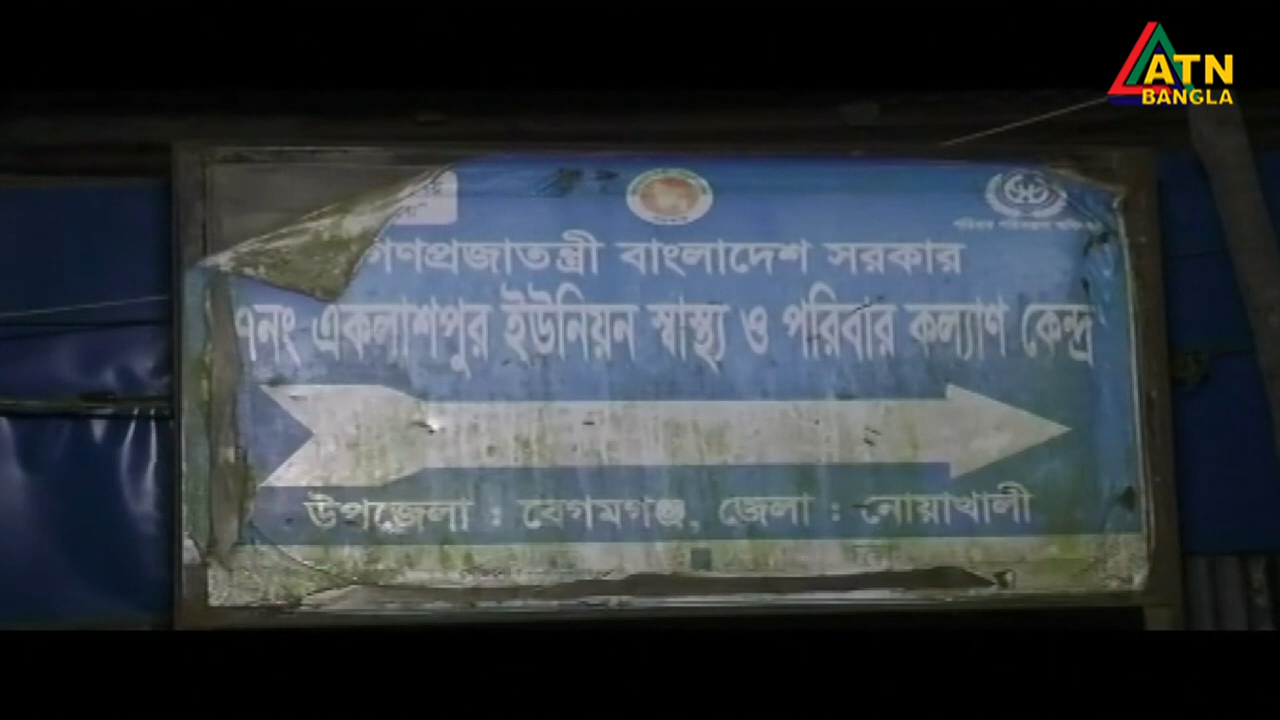 ATN
BANGLA
গণপ্রজাতন্ত্রী বাংলাদেশ সরকার
৭নং একলাশপুর ইউনিয়ন স্বাস্থ্য ও পরিবার কল্যাণ কেন্দ্র
উপজেলা : বেগমগঞ্জ, জেলা : নোয়াখালী